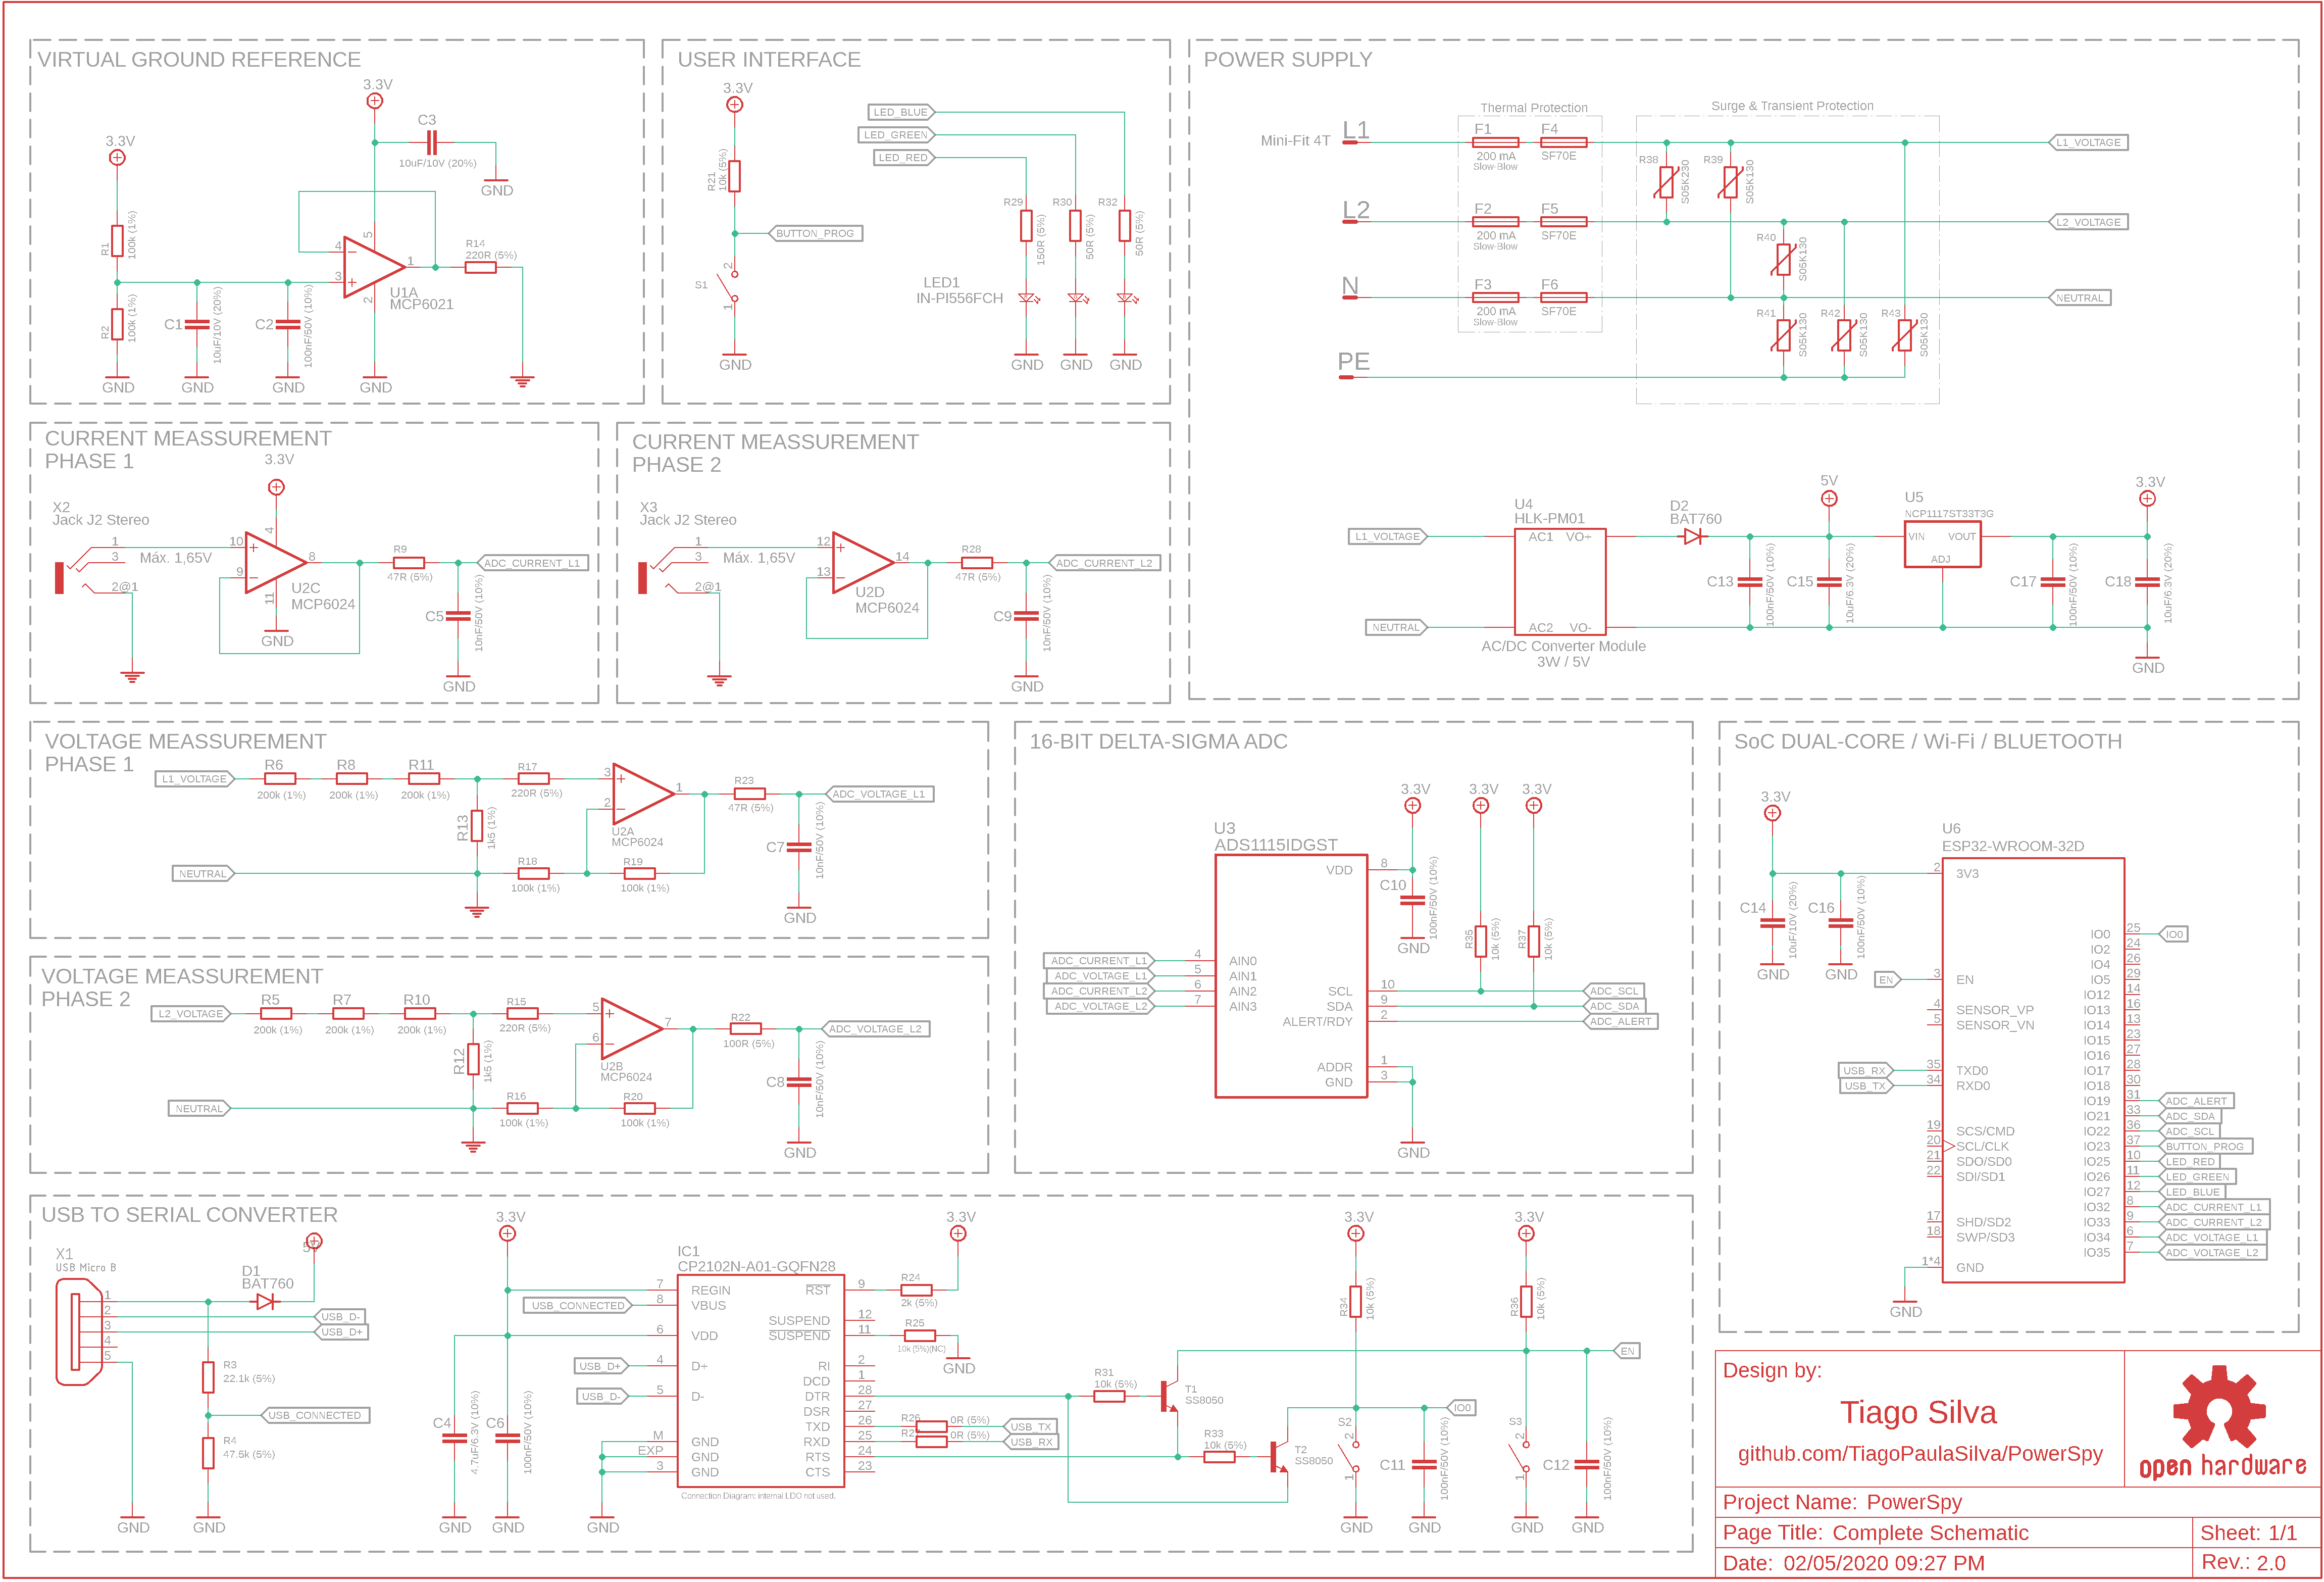 VIRTUAL GROUND REFERENCE
3.3V
C3
10uF/10V (20%)
GND
3.3V
R1
100k (1%)
R2
100k (1%)
C1
10uF/10V (20%)
C2
100nF/50V (10%)
4
3
5
2
1
U1A
MCP6021
R14
220R (5%)
GND
GND
GND
GND
USER INTERFACE
3.3V
R21
10k (5%)
BUTTON_PROG
S1
2
1
GND
LED_BLUE
LED_GREEN
LED_RED
R29
150R (5%)
R30
50R (5%)
R32
50R (5%)
LED1
IN-PI556FCH
GND
GND
GND
POWER SUPPLY
Thermal Protection
Surge & Transient Protection
Mini-Fit 4T
L1
F1
200 mA
Slow-Blow
F4
SF70E
L1_VOLTAGE
R38
S05K230
R39
S05K130
L2
F2
200 mA
Slow-Blow
F5
SF70E
L2_VOLTAGE
R40
S05K130
N
F3
200 mA
Slow-Blow
F6
SF70E
NEUTRAL
R41
S05K130
R42
S05K130
R43
S05K130
PE
L1_VOLTAGE
NEUTRAL
U4
HLK-PM01
AC1 VO+
AC2 VO-
AC/DC Converter Module
3W / 5V
D2
BAT760
C13
100nF/50V (10%)
5V
C15
10uF/6.3V (20%)
U5
NCP1117ST33T3G
VIN VOUT
ADJ
C17
100nF/50V (10%)
3.3V
C18
10uF/6.3V (20%)
GND
CURRENT MEASSUREMENT
PHASE 1
3.3V
X2
Jack J2 Stereo
1
3
2@1
Máx. 1,65V
10
9
4
11
8
U2C
MCP6024
GND
R9
47R (5%)
ADC_CURRENT_L1
C5
10nF/50V (10%)
GND
CURRENT MEASSUREMENT
PHASE 2
X3
Jack J2 Stereo
1
3
2@1
Máx. 1,65V
12
13
14
U2D
MCP6024
R28
47R (5%)
ADC_CURRENT_L2
C9
10nF/50V (10%)
GND
VOLTAGE MEASSUREMENT
PHASE 1
L1_VOLTAGE
R6
200k (1%)
R8
200k (1%)
R11
200k (1%)
R17
220R (5%)
R13
1k5 (1%)
3
2
1
U2A
MCP6024
R23
47R (5%)
ADC_VOLTAGE_L1
C7
10nF/50V (10%)
NEUTRAL
R18
100k (1%)
R19
100k (1%)
GND
VOLTAGE MEASSUREMENT
PHASE 2
L2_VOLTAGE
R5
200k (1%)
R7
200k (1%)
R10
200k (1%)
R15
220R (5%)
R12
1k5 (1%)
5
6
7
U2B
MCP6024
R22
100R (5%)
ADC_VOLTAGE_L2
C8
10nF/50V (10%)
NEUTRAL
R16
100k (1%)
R20
100k (1%)
GND
16-BIT DELTA-SIGMA ADC
3.3V
3.3V
3.3V
U3
ADS1115IDGST
VDD 8
C10
100nF/50V (10%)
GND
R35
10k (5%)
R37
10k (5%)
ADC_CURRENT_L1 4 AIN0
ADC_VOLTAGE_L1 5 AIN1
ADC_CURRENT_L2 6 AIN2
ADC_VOLTAGE_L2 7 AIN3
SCL 10 ADC_SCL
SDA 9 ADC_SDA
ALERT/RDY 2 ADC_ALERT
ADDR 1
GND 3
GND
SoC DUAL-CORE / Wi-Fi / BLUETOOTH
3.3V
U6
ESP32-WROOM-32D
C14
10uF/10V (20%)
C16
100nF/50V (10%)
GND
GND
2 3V3
EN 3 EN
4 SENSOR_VP
5 SENSOR_VN
USB_RX 35 TXD0
USB_TX 34 RXD0
19 SCS/CMD
20 SCL/CLK
21 SDO/SD0
22 SDI/SD1
17 SHD/SD2
18 SWP/SD3
1*4 GND
GND
IO0 25 IO0
IO2 24
IO4 26
IO5 29
IO12 14
IO13 16
IO14 13
IO15 23
IO16 27
IO17 28
IO18 30
IO19 31 ADC_ALERT
IO21 33 ADC_SDA
IO22 36 ADC_SCL
IO23 37 BUTTON_PROG
IO25 10 LED_RED
IO26 11 LED_GREEN
IO27 12 LED_BLUE
IO32 8 ADC_CURRENT_L1
IO33 9 ADC_CURRENT_L2
IO34 6 ADC_VOLTAGE_L1
IO35 7 ADC_VOLTAGE_L2
USB TO SERIAL CONVERTER
X1
USB Micro B
1
2
3
4
5
5V
D1
BAT760
USB_D-
USB_D+
R3
22.1k (5%)
USB_CONNECTED
R4
47.5k (5%)
GND
GND
3.3V
C4
4.7uF/6.3V (10%)
C6
100nF/50V (10%)
GND
GND
IC1
CP2102N-A01-GQFN28
7 REGIN
USB_CONNECTED 8 VBUS
6 VDD
USB_D+ 4 D+
USB_D- 5 D-
M GND
EXP GND
3 GND
GND
RST 9
SUSPEND 12
SUSPEND 11
RI 2
DCD 1
DTR 28
DSR 27
TXD 26
RXD 25
RTS 24
CTS 23
Connection Diagram: internal LDO not used.
3.3V
R24
2k (5%)
R25
10k (5%)(NC)
GND
R26 0R (5%) USB_TX
0R (5%) USB_RX
R31
10k (5%)
T1
SS8050
R33
10k (5%)
T2
SS8050
3.3V
R34
10k (5%)
IO0
S2
2
1
C11
100nF/50V (10%)
GND
GND
3.3V
R36
10k (5%)
EN
S3
2
1
C12
100nF/50V (10%)
GND
GND
Design by:
Tiago Silva
github.com/TiagoPaulaSilva/PowerSpy
open hardware
Project Name: PowerSpy
Page Title: Complete Schematic
Sheet: 1/1
Date: 02/05/2020 09:27 PM
Rev.: 2.0